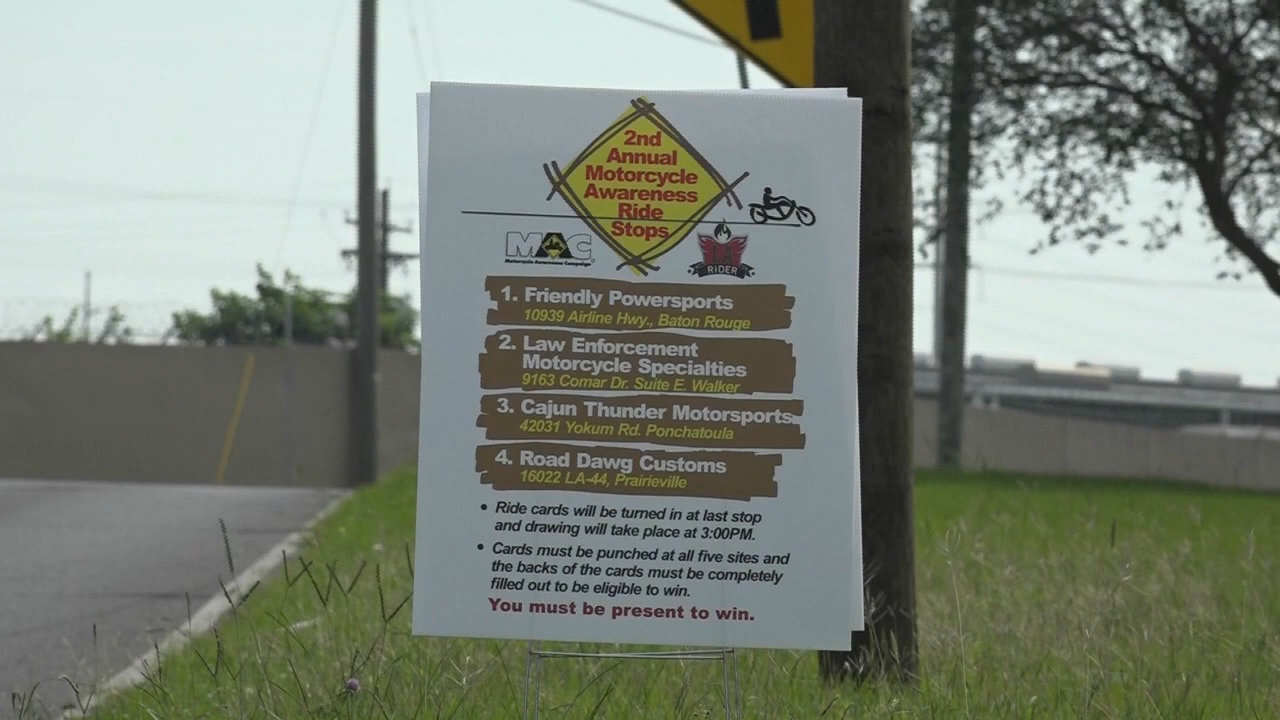 2nd
Annual
Motorcycle
Awareness
Ride
Stops
MAC
Motorcycle Awareness Campaign
LA
RIDER
1. Friendly Powersports
10939 Airline Hwy., Baton Rouge
2. Law Enforcement
Motorcycle Specialties
9163 Comar Dr. Suite E. Walker
3. Cajun Thunder Motorsports
42031 Yokum Rd. Ponchatoula
4. Road Dawg Customs
16022 LA-44, Prairieville
• Ride cards will be turned in at last stop
and drawing will take place at 3:00PM.
• Cards must be punched at all five sites and
the backs of the cards must be completely
filled out to be eligible to win.
You must be present to win.